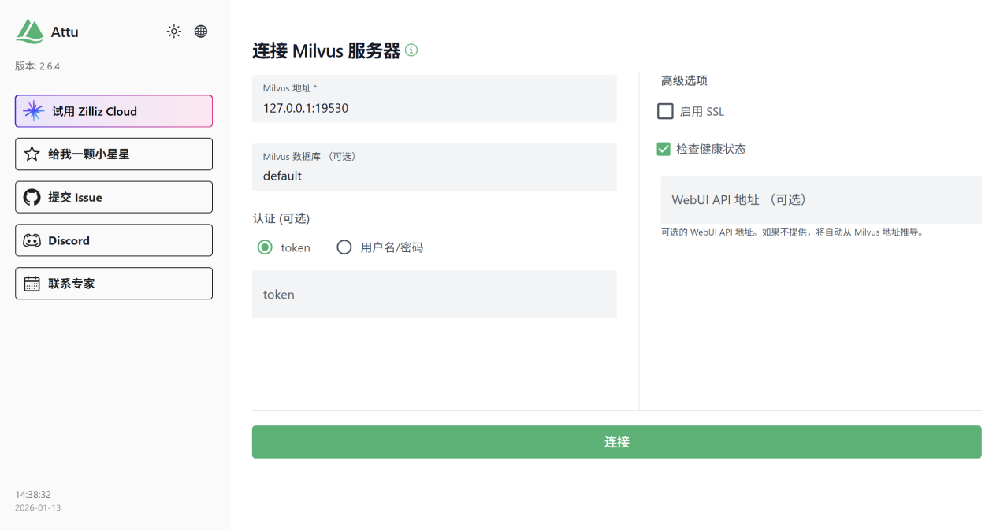 Attu
版本: 2.6.4
试用 Zilliz Cloud
给我一颗小星星
提交 Issue
Discord
联系专家
14:38:32
2026-01-13
连接 Milvus 服务器
Milvus 地址 *
127.0.0.1:19530
Milvus 数据库 （可选）
default
认证 (可选)
token
用户名/密码
token
高级选项
启用 SSL
检查健康状态
WebUI API 地址 （可选）
可选的 WebUI API 地址。如果不提供，将自动从 Milvus 地址推导。
连接